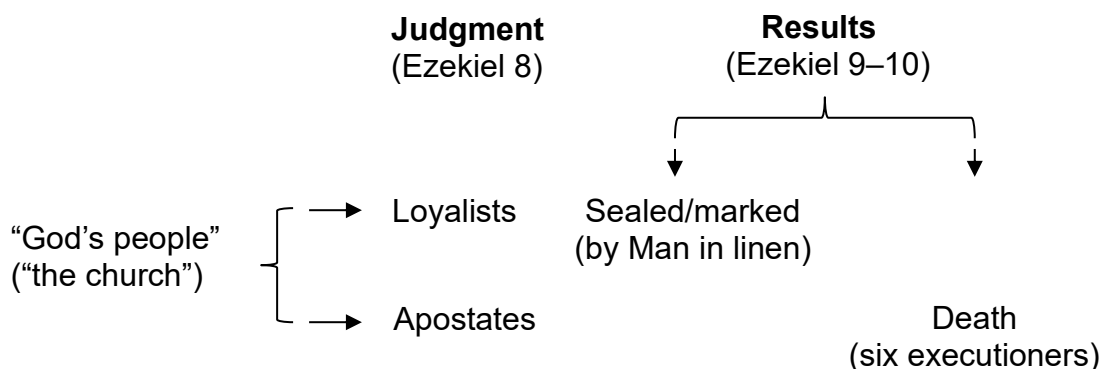 Judgment
(Ezekiel 8)
Results
(Ezekiel 9–10)
“God’s people”
(“the church”)
Loyalists
Sealed/marked
(by Man in linen)
Apostates
Death
(six executioners)